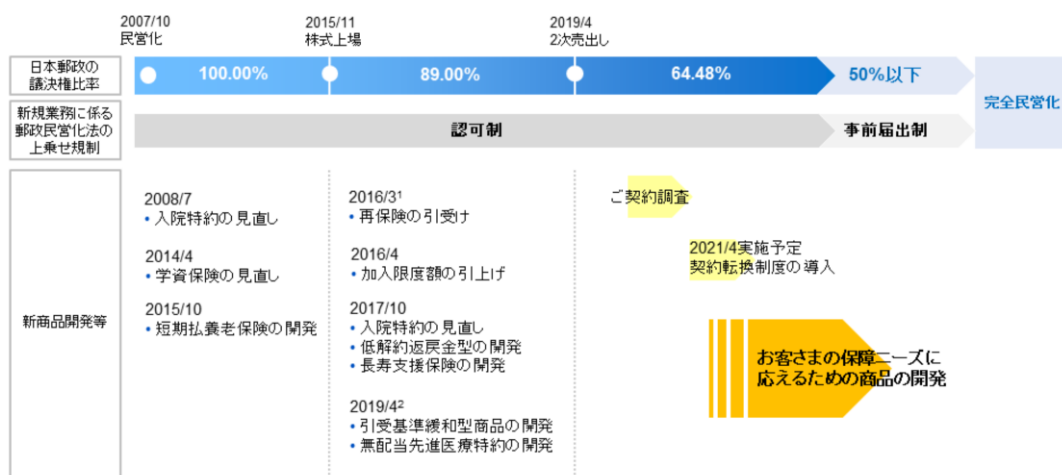 2007/10
民営化
2015/11
株式上場
2019/4
2次売出し
日本郵政の
議決権比率
100.00%
89.00%
64.48%
50%以下
完全民営化
新規業務に係る
郵政民営化法の
上乗せ規制
認可制
事前届出制
新商品開発等
2008/7
• 入院特約の見直し
2014/4
• 学資保険の見直し
2015/10
• 短期払養老保険の開発
2016/3¹
• 再保険の引受け
2016/4
• 加入限度額の引上げ
2017/10
• 入院特約の見直し
• 低解約返戻金型の開発
• 長寿支援保険の開発
2019/4²
• 引受基準緩和型商品の開発
• 無配当先進医療特約の開発
ご契約調査
2021/4実施予定
契約転換制度の導入
お客さまの保障ニーズに
応えるための商品の開発